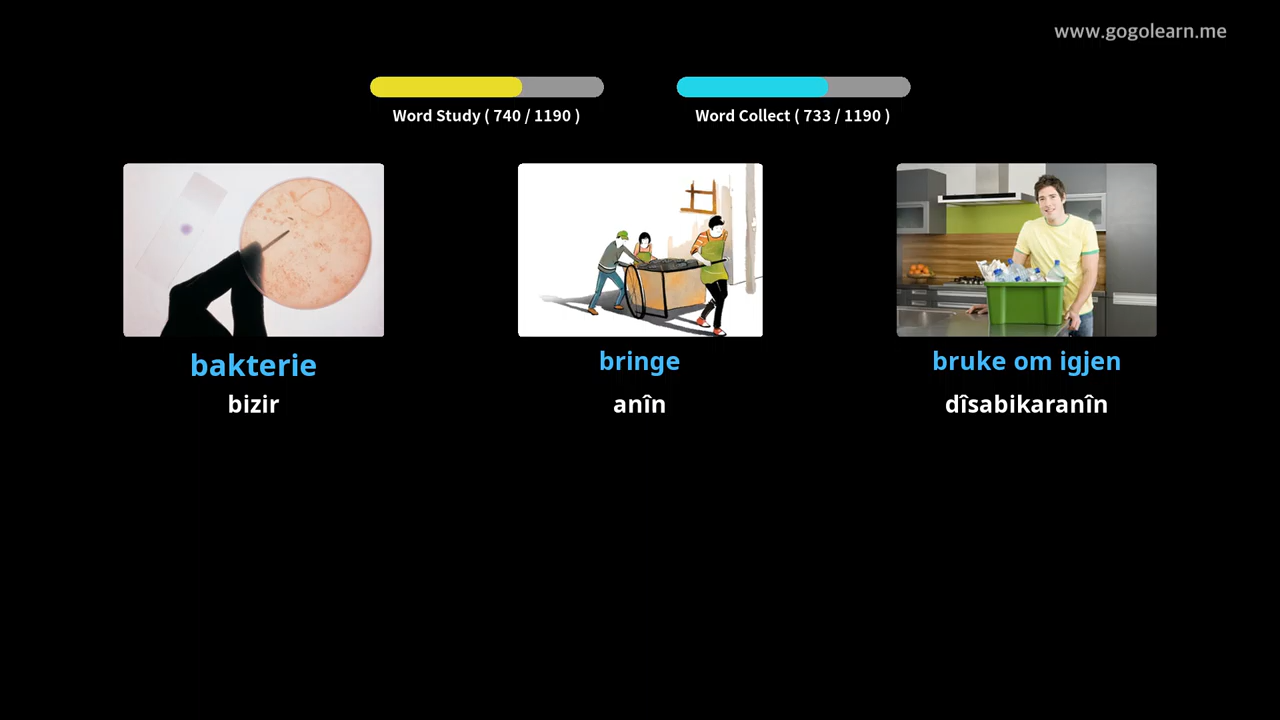 www.gogolearn.me
Word Study ( 740 / 1190 )
Word Collect ( 733 / 1190 )
bakterie
bizir
bringe
anîn
bruke om igjen
dîsabikaranîn